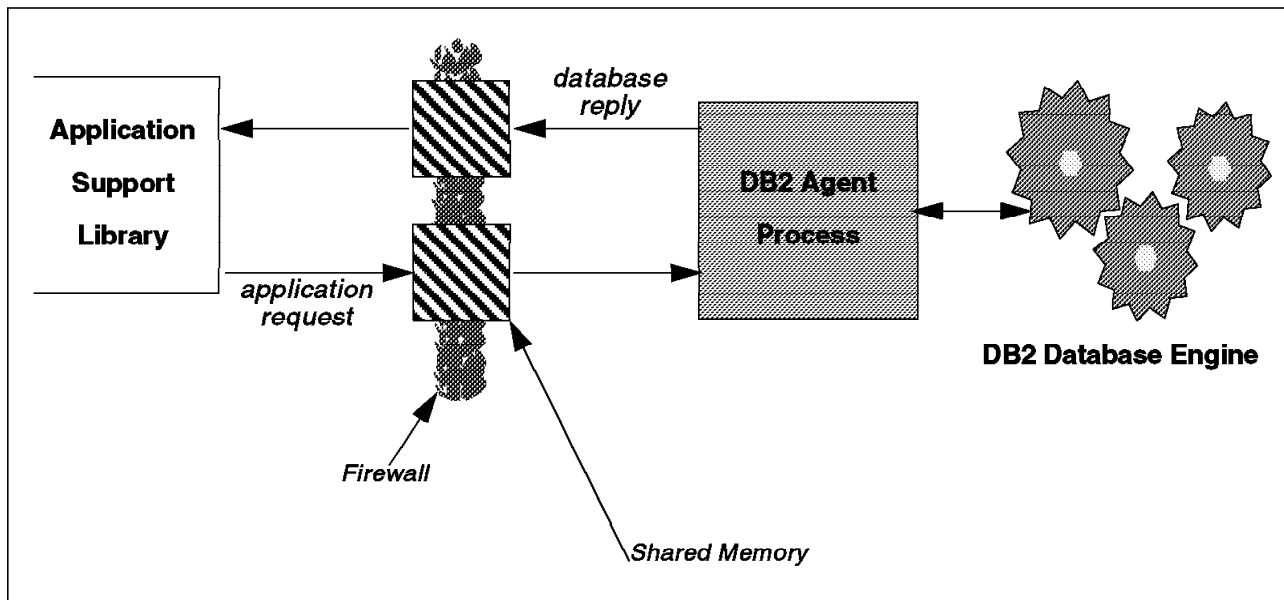 Application
Support
Library
database
reply
application
request
DB2 Agent
Process
DB2 Database Engine
Firewall
Shared Memory